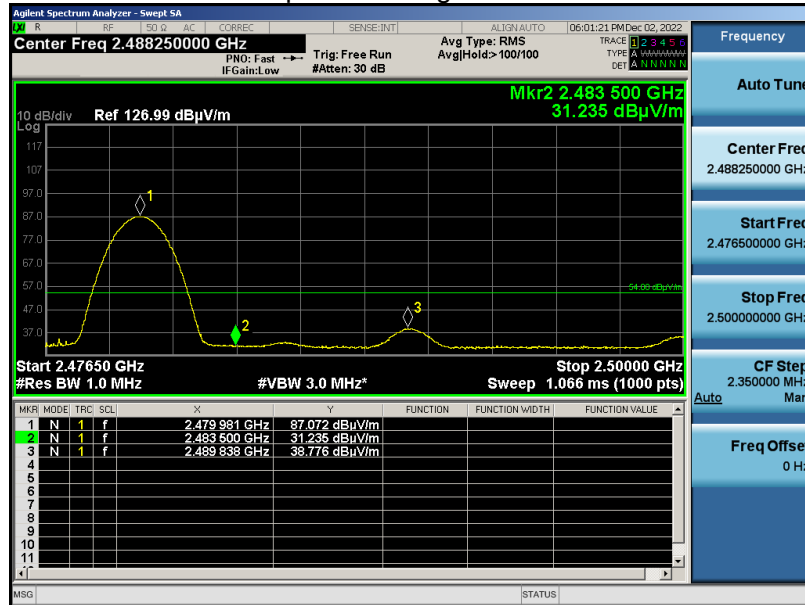 Agilent Spectrum Analyzer - Swept SA
LXI R RF 50 Ω AC CORREC SENSE:INT ALIGN AUTO 06:01:21 PM Dec 02, 2022
Center Freq 2.488250000 GHz
PNO: Fast
IFGain:Low
Trig: Free Run
#Atten: 30 dB
Avg Type: RMS
Avg|Hold:>100/100
TRACE 1 2 3 4 5 6
TYPE A WWWWW
DET A N N N N N
Mkr2 2.483 500 GHz
31.235 dBµV/m
10 dB/div Ref 126.99 dBµV/m
Log
117
107
97.0
87.0
77.0
67.0
57.0
47.0
37.0
1
2
3
54.00 dBµV/m
Start 2.47650 GHz Stop 2.50000 GHz
#Res BW 1.0 MHz #VBW 3.0 MHz* Sweep 1.066 ms (1000 pts)
MKR MODE TRC SCL X Y FUNCTION FUNCTION WIDTH FUNCTION VALUE
1 N 1 f 2.479 981 GHz 87.072 dBµV/m
2 N 1 f 2.483 500 GHz 31.235 dBµV/m
3 N 1 f 2.489 838 GHz 38.776 dBµV/m
4
5
6
7
8
9
10
11
MSG STATUS
Frequency
Auto Tune
Center Freq
2.488250000 GHz
Start Freq
2.476500000 GHz
Stop Freq
2.500000000 GHz
CF Step
2.350000 MHz
Auto Man
Freq Offset
0 Hz